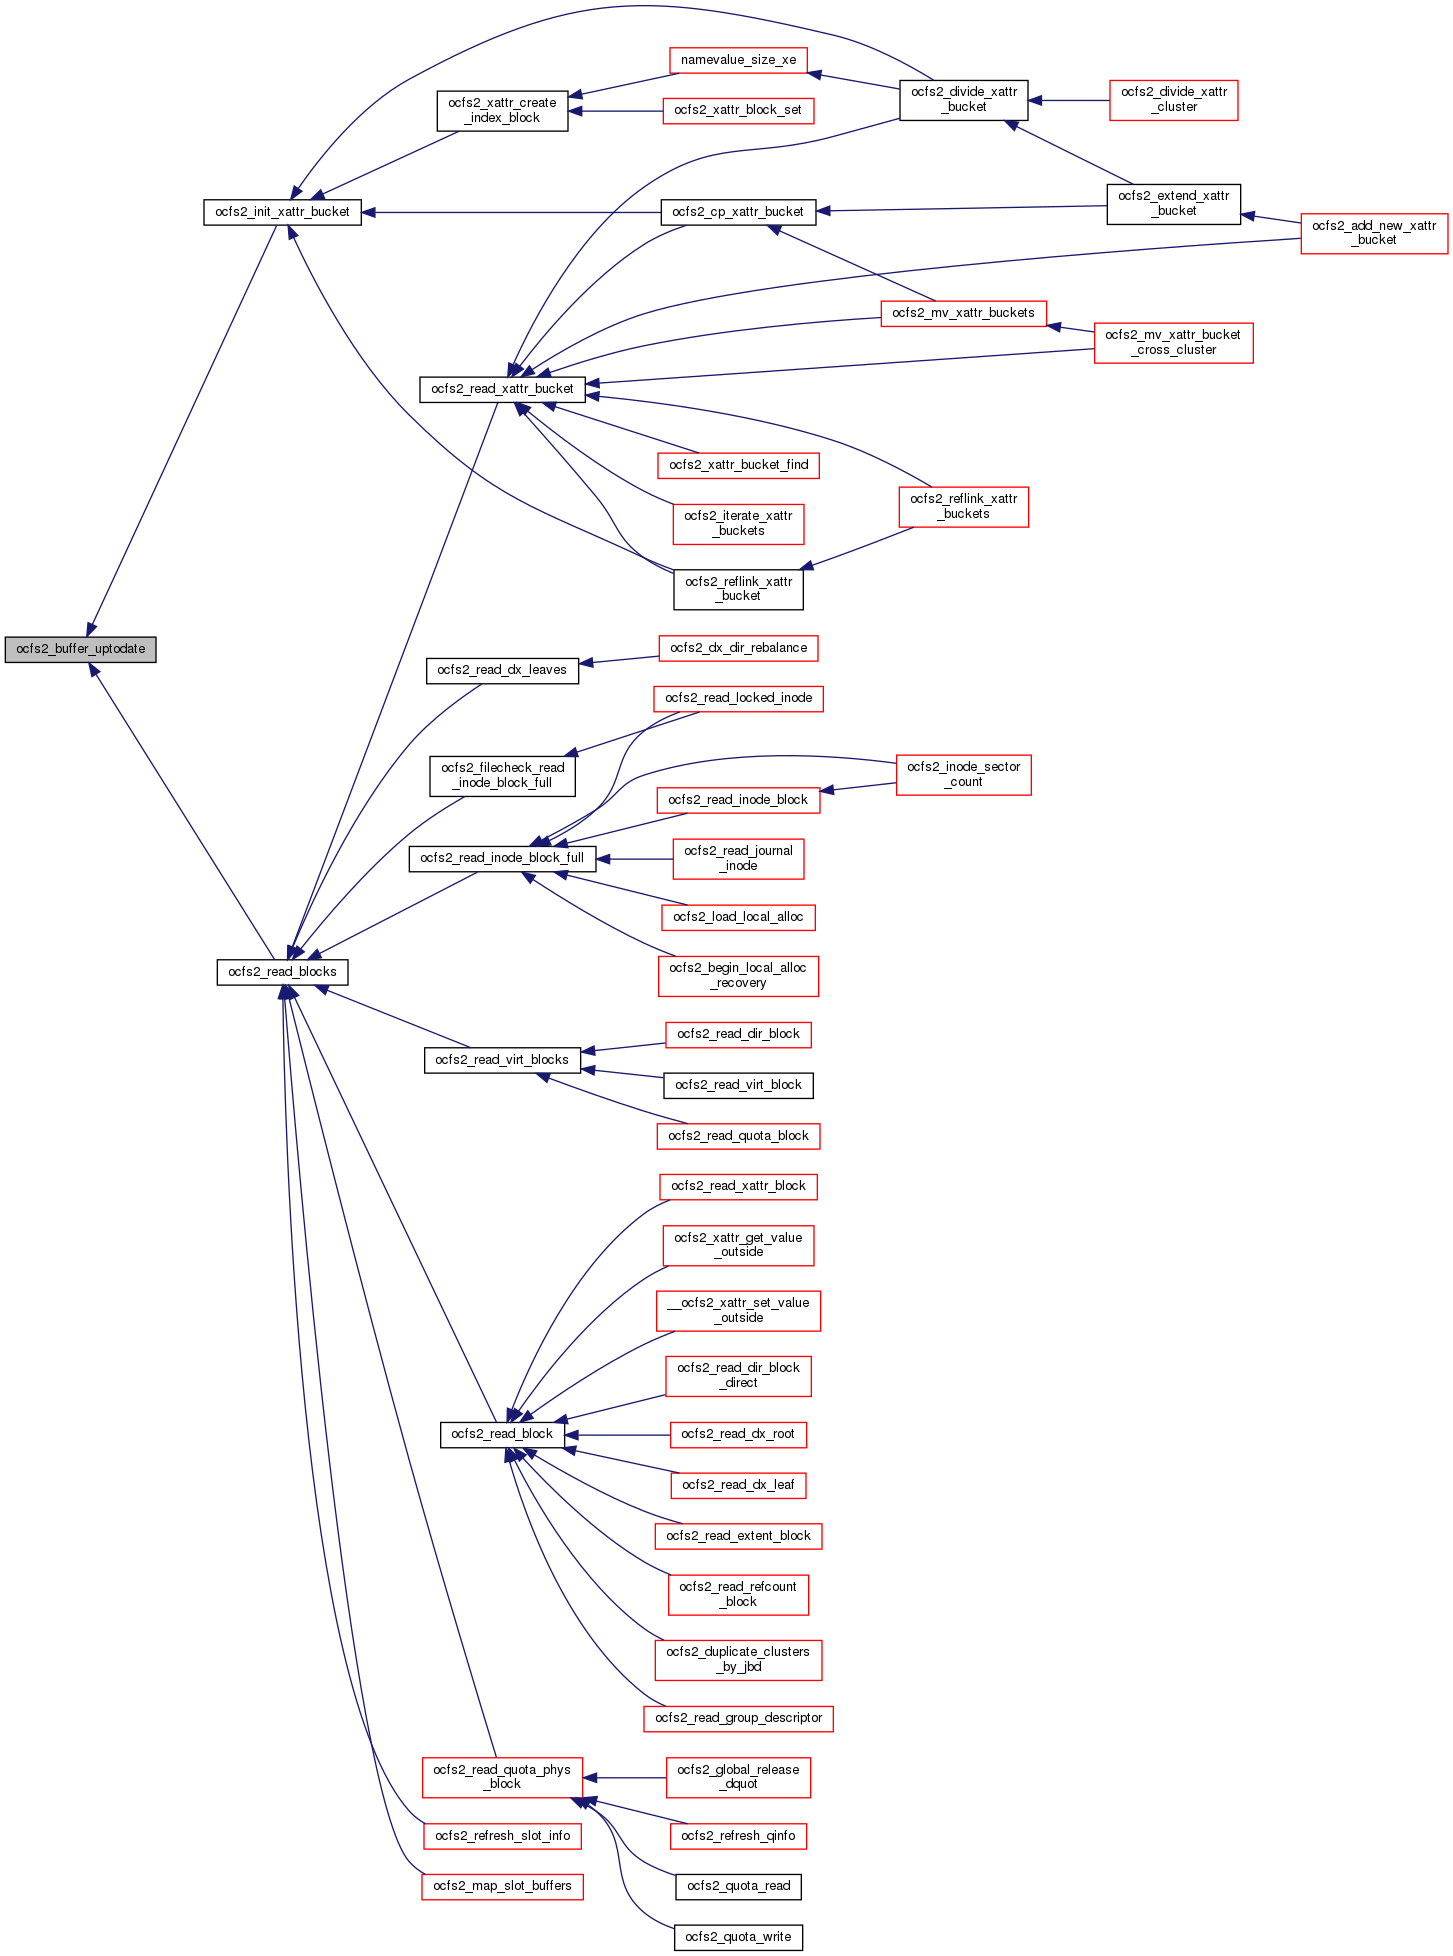 namevalue_size_xe
ocfs2_divide_xattr
_bucket
ocfs2_divide_xattr
_cluster
ocfs2_xattr_create
_index_block
ocfs2_xattr_block_set
ocfs2_init_xattr_bucket
ocfs2_cp_xattr_bucket
ocfs2_extend_xattr
_bucket
ocfs2_add_new_xattr
_bucket
ocfs2_mv_xattr_buckets
ocfs2_mv_xattr_bucket
_cross_cluster
ocfs2_read_xattr_bucket
ocfs2_xattr_bucket_find
ocfs2_reflink_xattr
_buckets
ocfs2_iterate_xattr
_buckets
ocfs2_reflink_xattr
_bucket
ocfs2_buffer_uptodate
ocfs2_dx_dir_rebalance
ocfs2_read_dx_leaves
ocfs2_read_locked_inode
ocfs2_filecheck_read
_inode_block_full
ocfs2_inode_sector
_count
ocfs2_read_inode_block
ocfs2_read_inode_block_full
ocfs2_read_journal
_inode
ocfs2_load_local_alloc
ocfs2_begin_local_alloc
_recovery
ocfs2_read_blocks
ocfs2_read_dir_block
ocfs2_read_virt_blocks
ocfs2_read_virt_block
ocfs2_read_quota_block
ocfs2_read_xattr_block
ocfs2_xattr_get_value
_outside
__ocfs2_xattr_set_value
_outside
ocfs2_read_dir_block
_direct
ocfs2_read_block
ocfs2_read_dx_root
ocfs2_read_dx_leaf
ocfs2_read_extent_block
ocfs2_read_refcount
_block
ocfs2_duplicate_clusters
_by_jbd
ocfs2_read_group_descriptor
ocfs2_read_quota_phys
_block
ocfs2_global_release
_dquot
ocfs2_refresh_slot_info
ocfs2_refresh_qinfo
ocfs2_map_slot_buffers
ocfs2_quota_read
ocfs2_quota_write